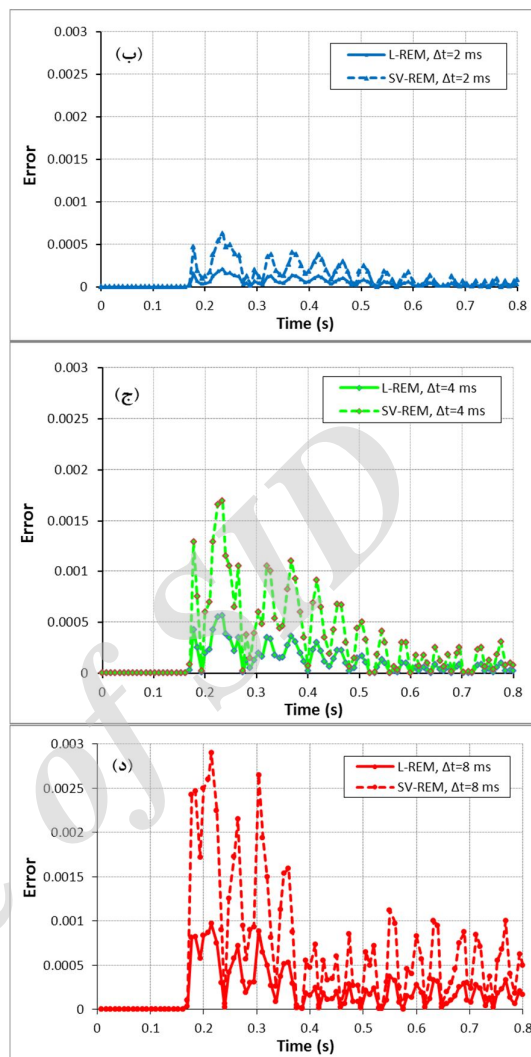 0.003
(ب)
L-REM, Δt=2 ms
SV-REM, Δt=2 ms
0.0025
0.002
0.0015
0.001
0.0005
0
Error
0 0.1 0.2 0.3 0.4 0.5 0.6 0.7 0.8
Time (s)
0.003
(ج)
L-REM, Δt=4 ms
SV-REM, Δt=4 ms
0.0025
0.002
0.0015
0.001
0.0005
0
Error
0 0.1 0.2 0.3 0.4 0.5 0.6 0.7 0.8
Time (s)
0.003
(د)
L-REM, Δt=8 ms
SV-REM, Δt=8 ms
0.0025
0.002
0.0015
0.001
0.0005
0
Error
0 0.1 0.2 0.3 0.4 0.5 0.6 0.7 0.8
Time (s)
of SID